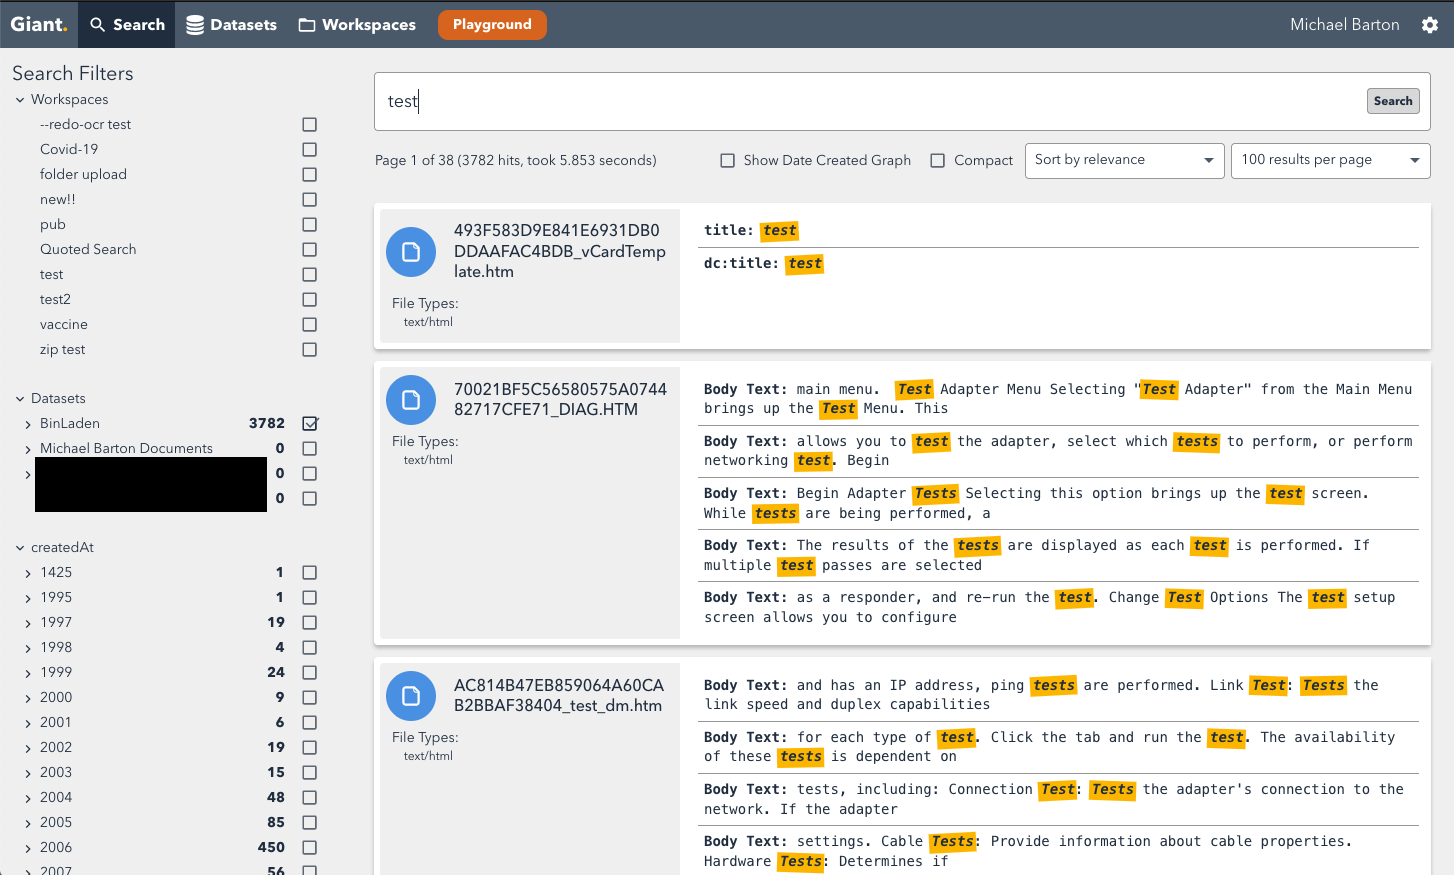 Giant.
Search
Datasets
Workspaces
Playground
Michael Barton
Search Filters
Workspaces
--redo-ocr test
Covid-19
folder upload
new!!
pub
Quoted Search
test
test2
vaccine
zip test
Datasets
BinLaden 3782
Michael Barton Documents 0
0
0
createdAt
1425 1
1995 1
1997 19
1998 4
1999 24
2000 9
2001 6
2002 19
2003 15
2004 48
2005 85
2006 450
2007 56
test
Search
Page 1 of 38 (3782 hits, took 5.853 seconds)
Show Date Created Graph
Compact
Sort by relevance
100 results per page
493F583D9E841E6931DB0
DDAAFAC4BDB_vCardTemp
late.htm
File Types:
text/html
title: test
dc:title: test
70021BF5C56580575A0744
82717CFE71_DIAG.HTM
File Types:
text/html
Body Text: main menu. Test Adapter Menu Selecting "Test Adapter" from the Main Menu
brings up the Test Menu. This
Body Text: allows you to test the adapter, select which tests to perform, or perform
networking test. Begin
Body Text: Begin Adapter Tests Selecting this option brings up the test screen.
While tests are being performed, a
Body Text: The results of the tests are displayed as each test is performed. If
multiple test passes are selected
Body Text: as a responder, and re-run the test. Change Test Options The test setup
screen allows you to configure
AC814B47EB859064A60CA
B2BBAF38404_test_dm.htm
File Types:
text/html
Body Text: and has an IP address, ping tests are performed. Link Test: Tests the
link speed and duplex capabilities
Body Text: for each type of test. Click the tab and run the test. The availability
of these tests is dependent on
Body Text: tests, including: Connection Test: Tests the adapter's connection to the
network. If the adapter
Body Text: settings. Cable Tests: Provide information about cable properties.
Hardware Tests: Determines if